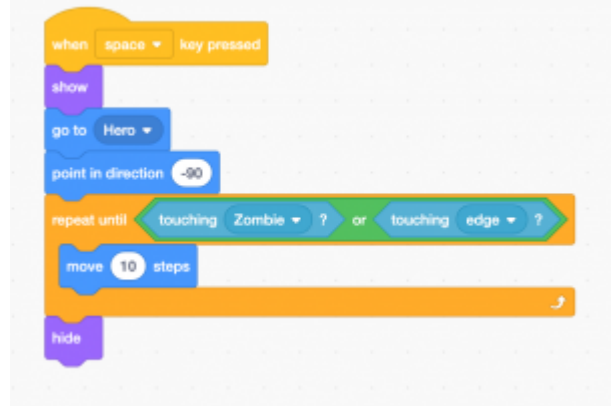 when space key pressed
show
go to Hero
point in direction -90
repeat until touching Zombie ? or touching edge ?
move 10 steps
hide